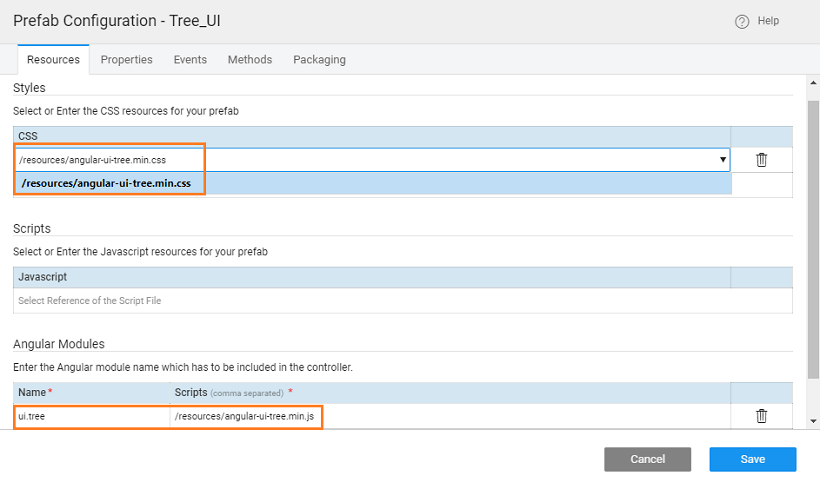 Prefab Configuration - Tree_UI
? Help
Resources Properties Events Methods Packaging
Styles
Select or Enter the CSS resources for your prefab
CSS
/resources/angular-ui-tree.min.css
/resources/angular-ui-tree.min.css
Scripts
Select or Enter the Javascript resources for your prefab
Javascript
Select Reference of the Script File
Angular Modules
Enter the Angular module name which has to be included in the controller.
Name * Scripts (comma separated) *
ui.tree /resources/angular-ui-tree.min.js
Cancel Save